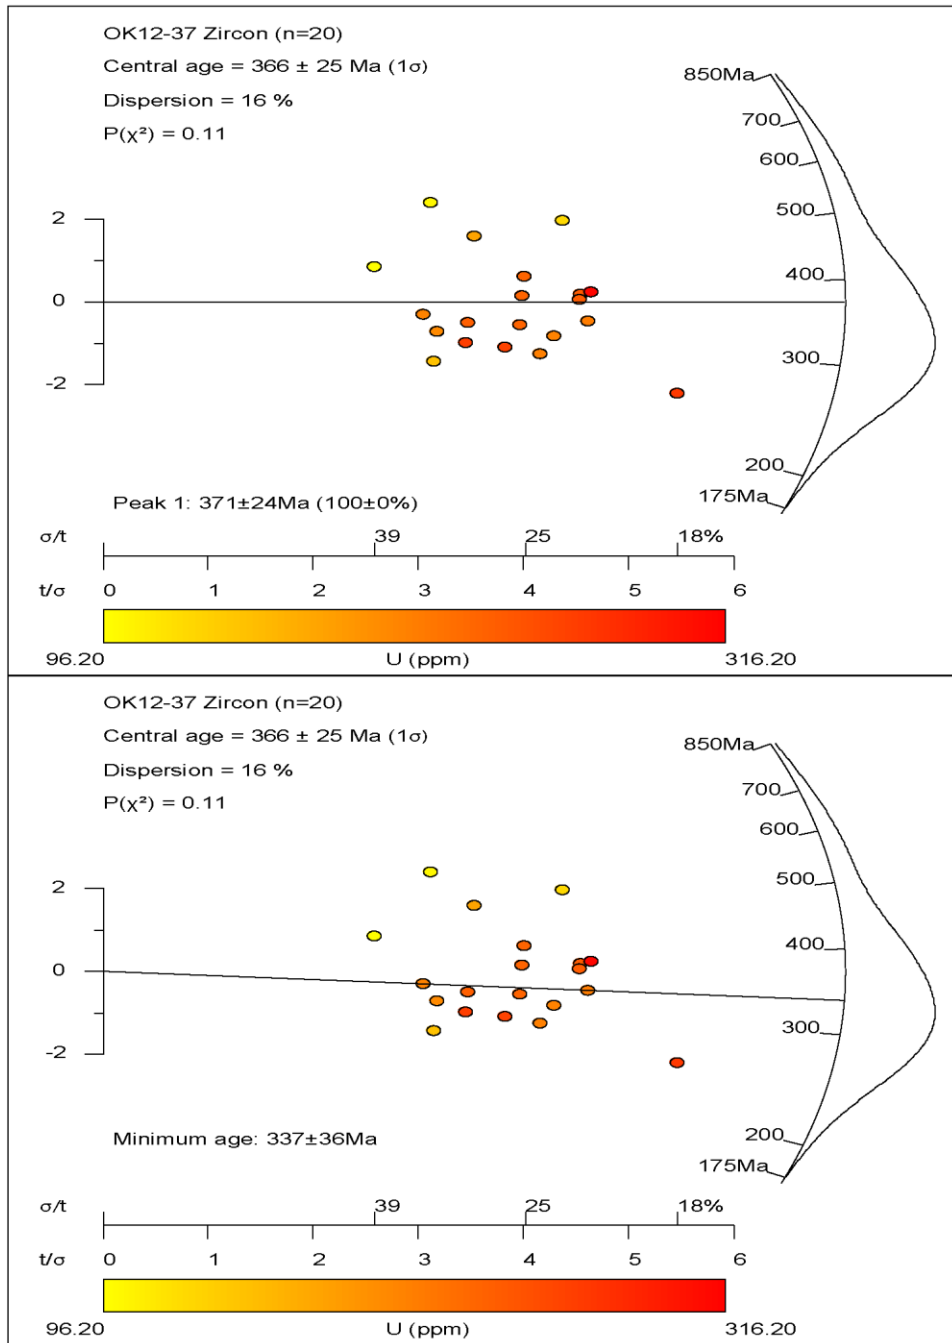 OK12-37 Zircon (n=20)
Central age = 366 ± 25 Ma (1σ)
Dispersion = 16 %
P(χ²) = 0.11
850Ma
700
600
500
400
300
200
175Ma
2
0
-2
Peak 1: 371±24Ma (100±0%)
σ/t 39 25 18%
t/σ 0 1 2 3 4 5 6
96.20 U (ppm) 316.20
OK12-37 Zircon (n=20)
Central age = 366 ± 25 Ma (1σ)
Dispersion = 16 %
P(χ²) = 0.11
850Ma
700
600
500
400
300
200
175Ma
2
0
-2
Minimum age: 337±36Ma
σ/t 39 25 18%
t/σ 0 1 2 3 4 5 6
96.20 U (ppm) 316.20